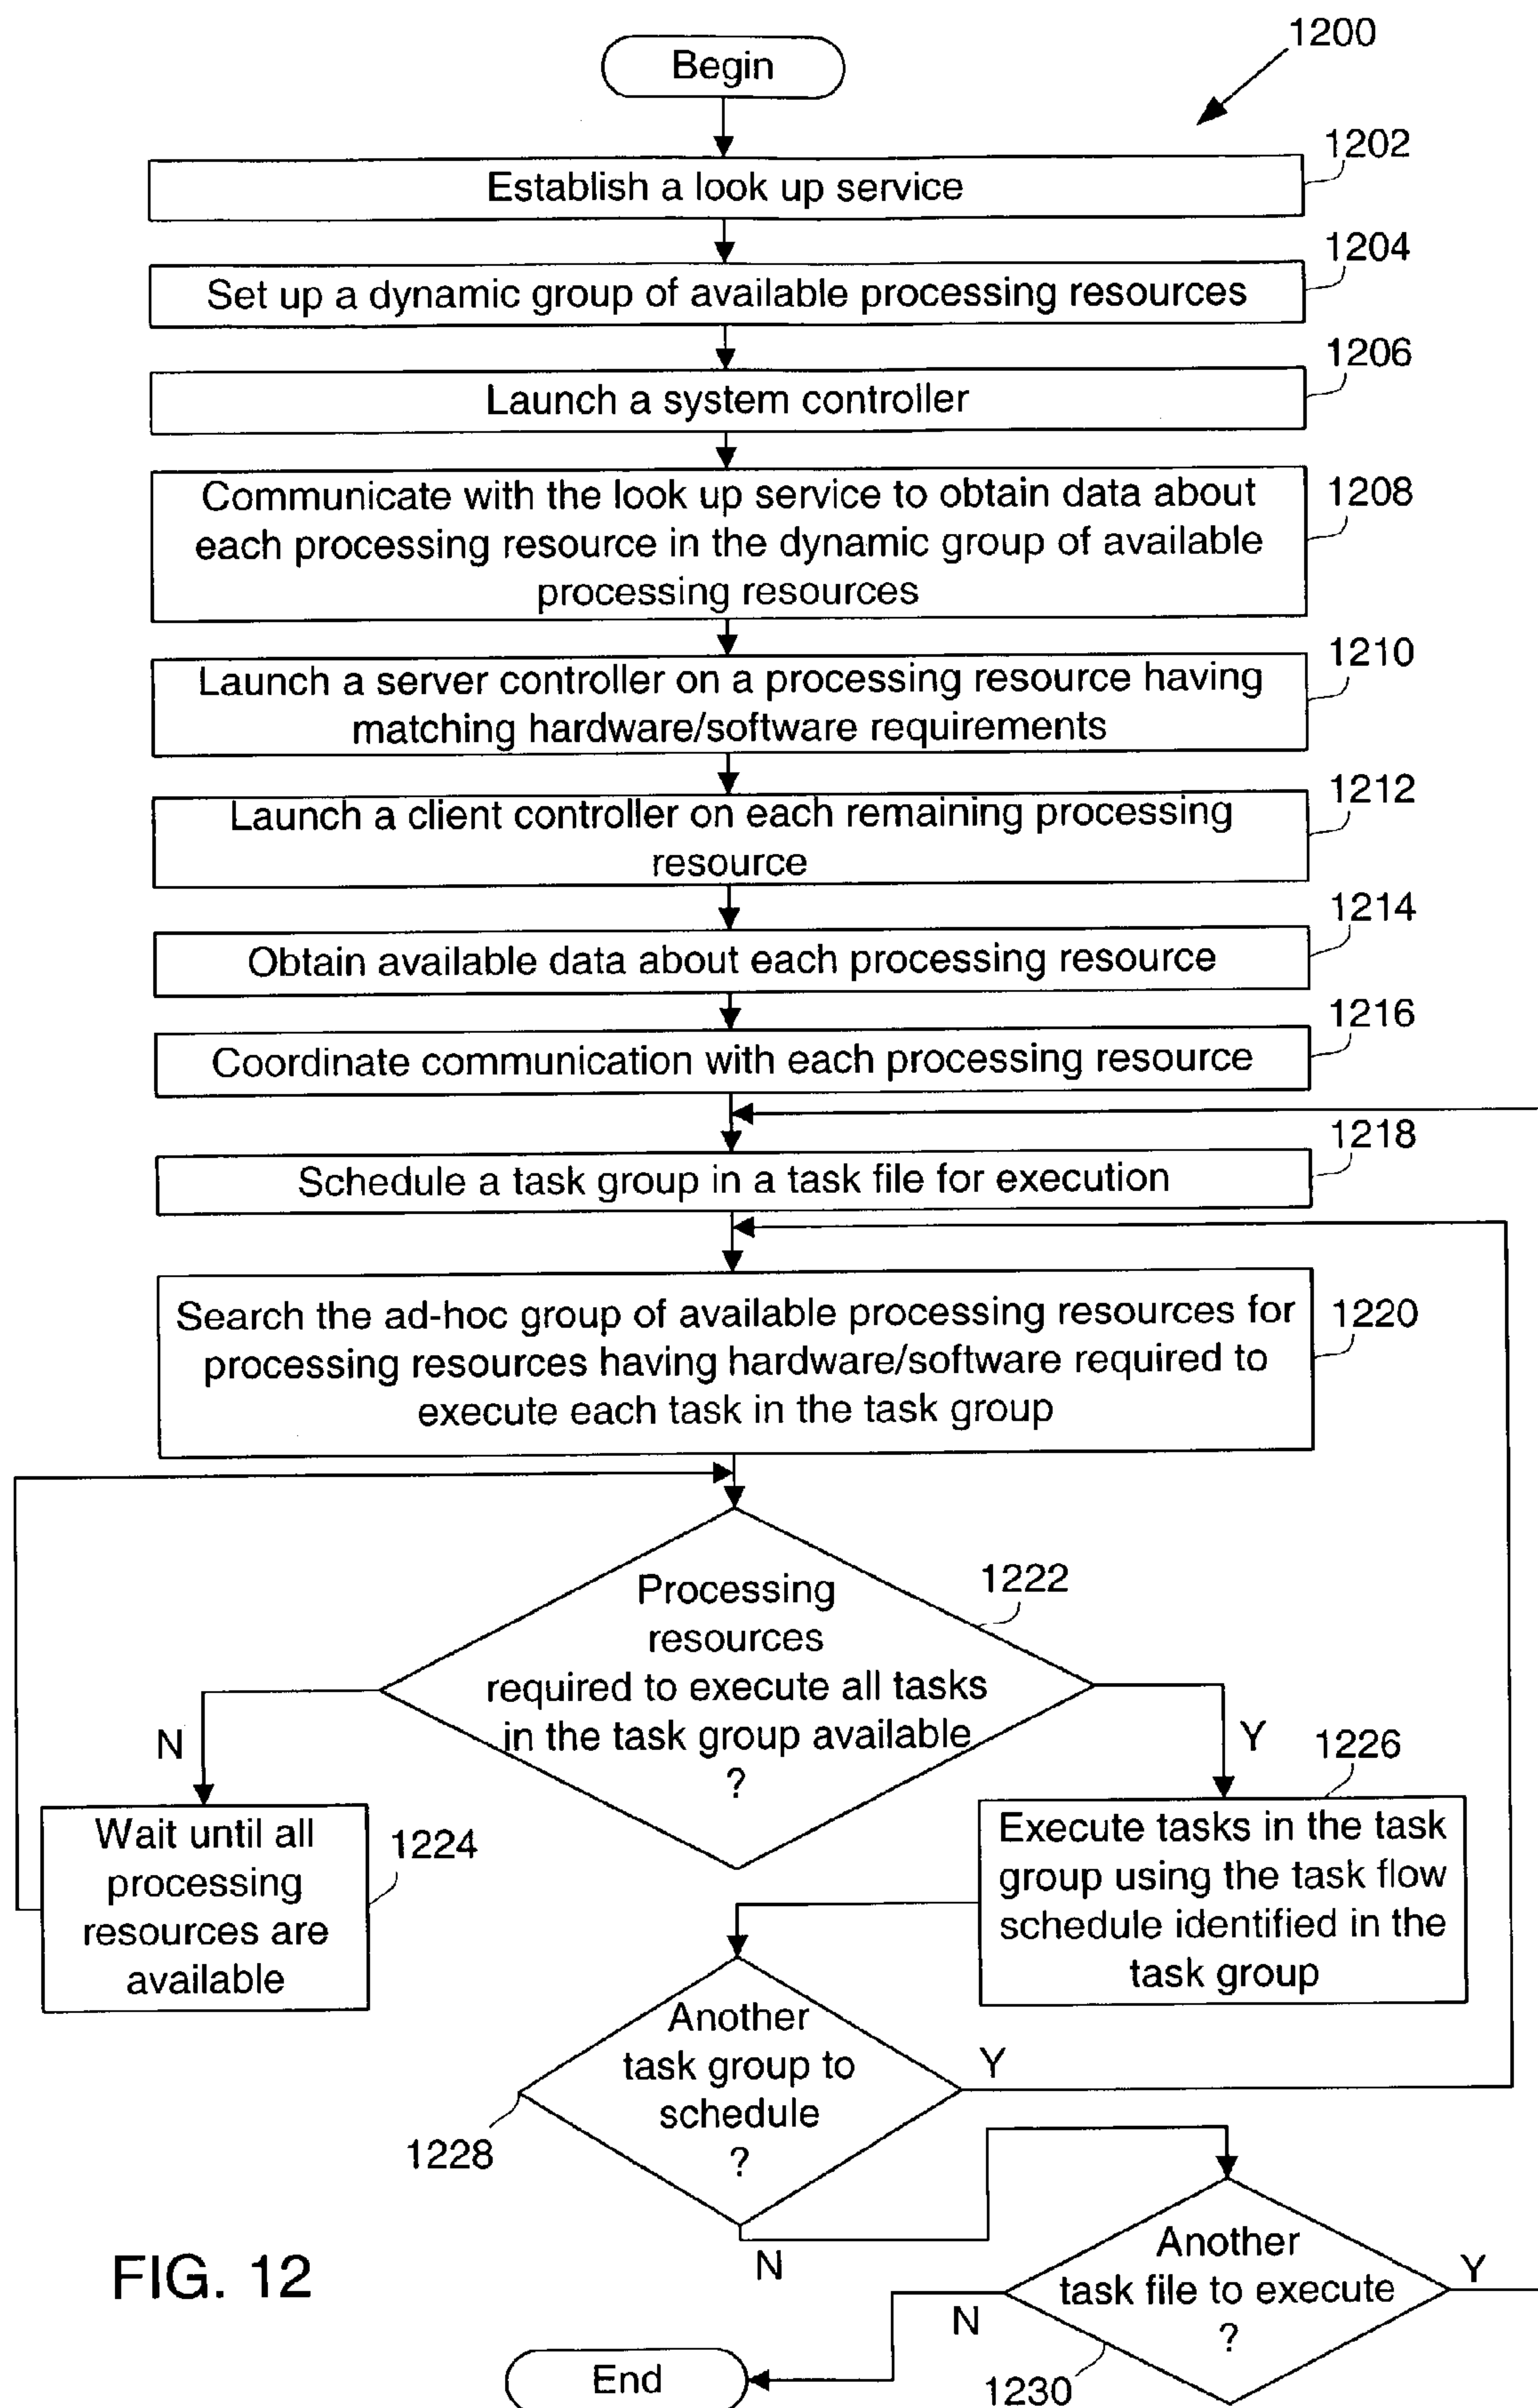 1200
Begin
1202
Establish a look up service
1204
Set up a dynamic group of available processing resources
1206
Launch a system controller
1208
Communicate with the look up service to obtain data about
each processing resource in the dynamic group of available
processing resources
1210
Launch a server controller on a processing resource having
matching hardware/software requirements
1212
Launch a client controller on each remaining processing
resource
1214
Obtain available data about each processing resource
1216
Coordinate communication with each processing resource
1218
Schedule a task group in a task file for execution
1220
Search the ad-hoc group of available processing resources for
processing resources having hardware/software required to
execute each task in the task group
1222
Processing
resources
required to execute all tasks
in the task group available
?
N
Y
1224
Wait until all
processing
resources are
available
1226
Execute tasks in the task
group using the task flow
schedule identified in the
task group
1228
Another
task group to
schedule
?
Y
N
1230
Another
task file to execute
?
Y
N
End
FIG. 12